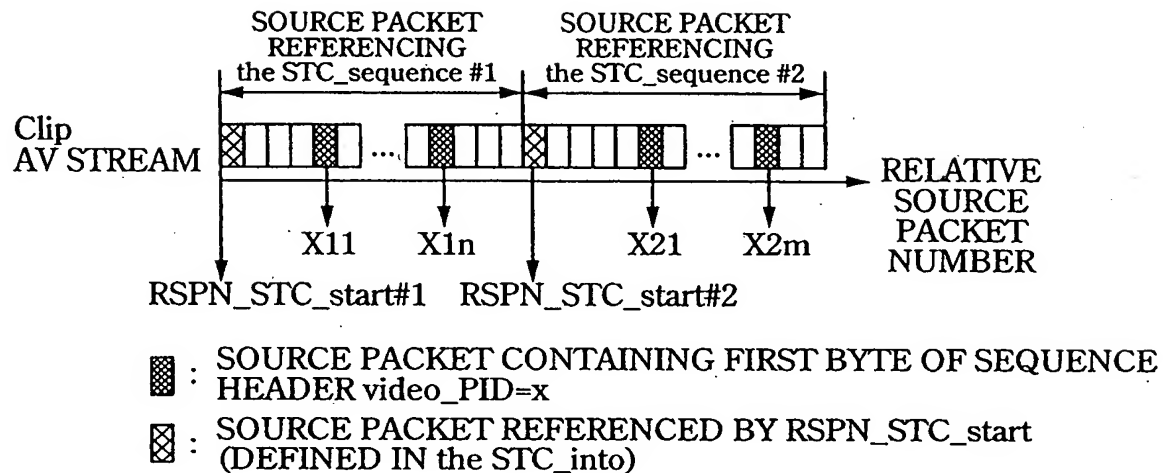 SOURCE PACKET
REFERENCING
the STC_sequence #1
SOURCE PACKET
REFERENCING
the STC_sequence #2
Clip
AV STREAM
...
...
RELATIVE
SOURCE
PACKET
NUMBER
X11
X1n
X21
X2m
RSPN_STC_start#1
RSPN_STC_start#2
: SOURCE PACKET CONTAINING FIRST BYTE OF SEQUENCE
HEADER video_PID=x
: SOURCE PACKET REFERENCED BY RSPN_STC_start
(DEFINED IN the STC_into)